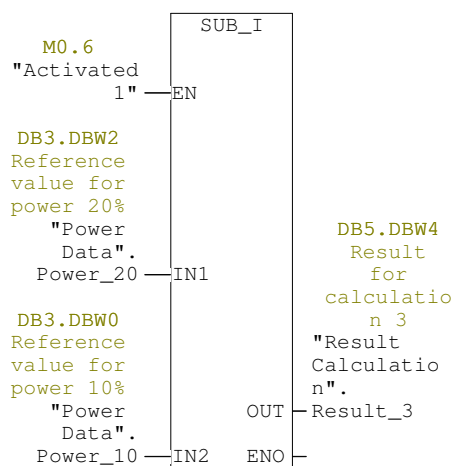 SUB_I
M0.6
"Activated
1"
EN
DB3.DBW2
Reference
value for
power 20%
"Power
Data".
Power_20
IN1
DB3.DBW0
Reference
value for
power 10%
"Power
Data".
Power_10
IN2
DB5.DBW4
Result
for
calculatio
n 3
"Result
Calculatio
n".
Result_3
OUT
ENO